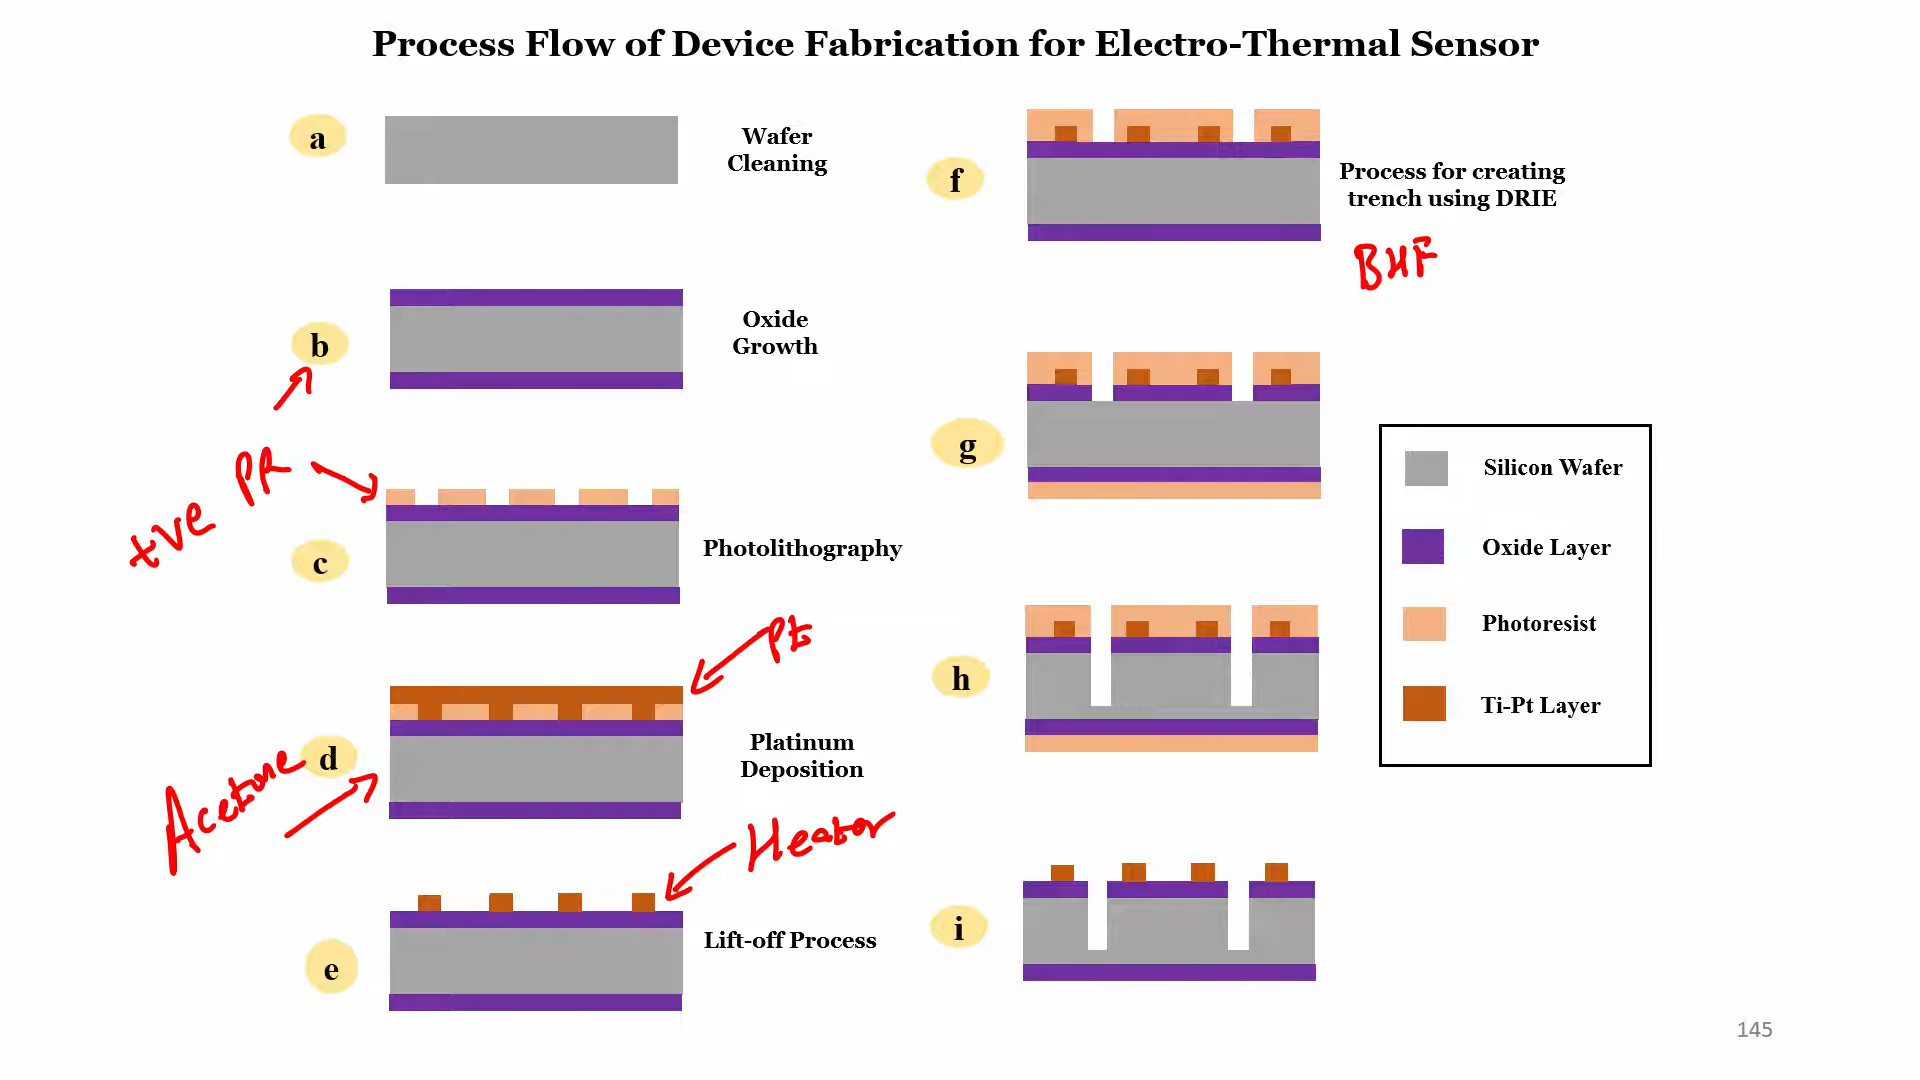 Process Flow of Device Fabrication for Electro-Thermal Sensor
a
Wafer
Cleaning
b
Oxide
Growth
+ve PR
c
Photolithography
Pt
d
Acetone
Platinum
Deposition
Heater
e
Lift-off Process
f
Process for creating
trench using DRIE
BHF
g
h
i
Silicon Wafer
Oxide Layer
Photoresist
Ti-Pt Layer
145